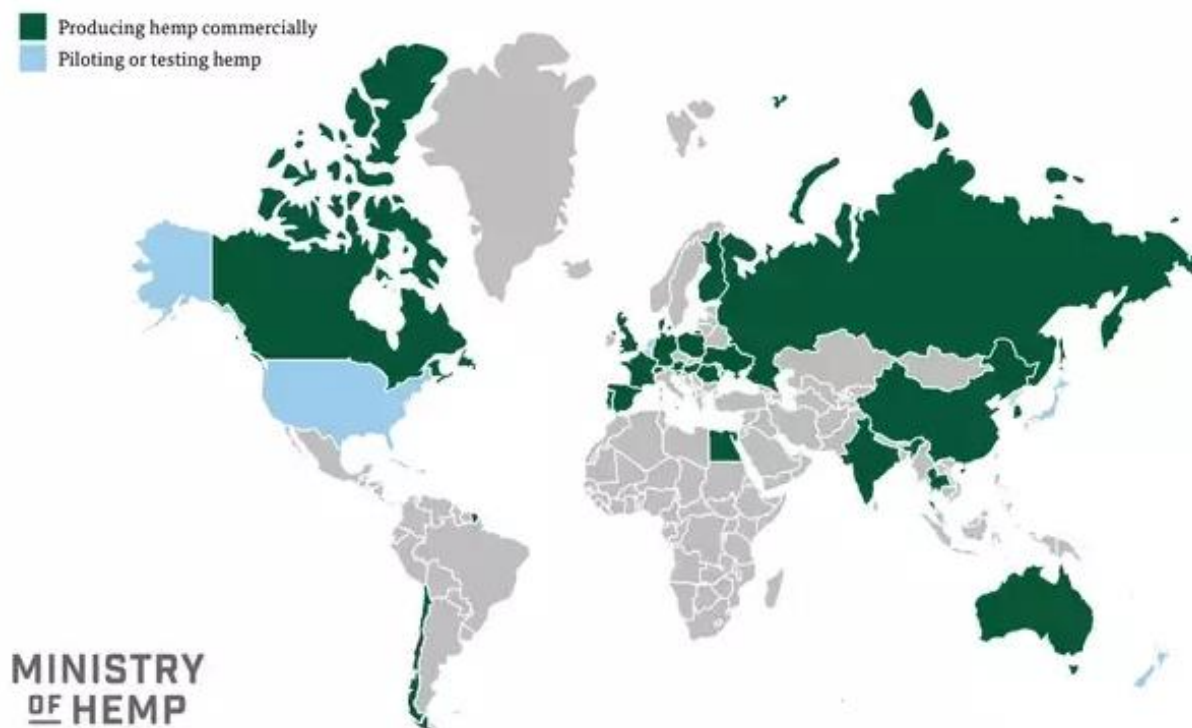 Producing hemp commercially
Piloting or testing hemp
MINISTRY
OF HEMP